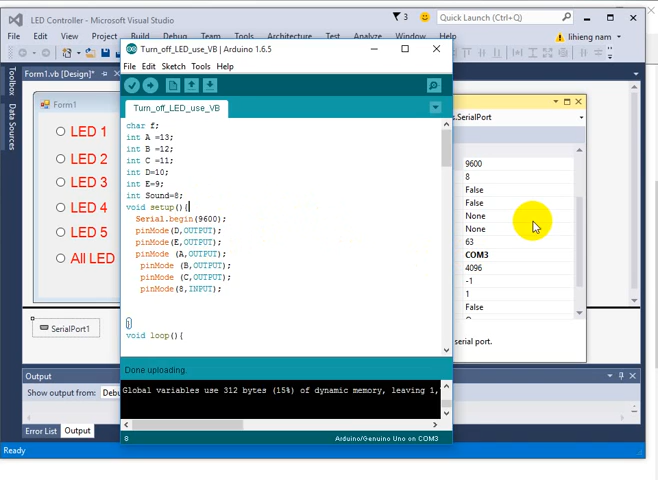 LED Controller - Microsoft Visual Studio
3
Quick Launch (Ctrl+Q)
File Edit View Project Build Debug Team Tools Test Analyze Window Help
lihieng nam
Turn_off_LED_use_VB | Arduino 1.6.5
File Edit Sketch Tools Help
Turn_off_LED_use_VB
char f;
int A =13;
int B =12;
int C =11;
int D=10;
int E=9;
int Sound=8;
void setup(){
Serial.begin(9600);
pinMode(D,OUTPUT);
pinMode(E,OUTPUT);
pinMode (A,OUTPUT);
pinMode (B,OUTPUT);
pinMode (C,OUTPUT);
pinMode(8,INPUT);
}
void loop(){
Done uploading.
Global variables use 312 bytes (15%) of dynamic memory, leaving 1,
8
Arduino/Genuino Uno on COM3
Toolbox
Data Sources
Form1.vb [Design]*
Form1
LED 1
LED 2
LED 3
LED 4
LED 5
All LED
SerialPort1
s.SerialPort
9600
8
False
False
None
None
63
COM3
4096
-1
1
False
serial port.
Output
Show output from:
Error List
Output
Ready